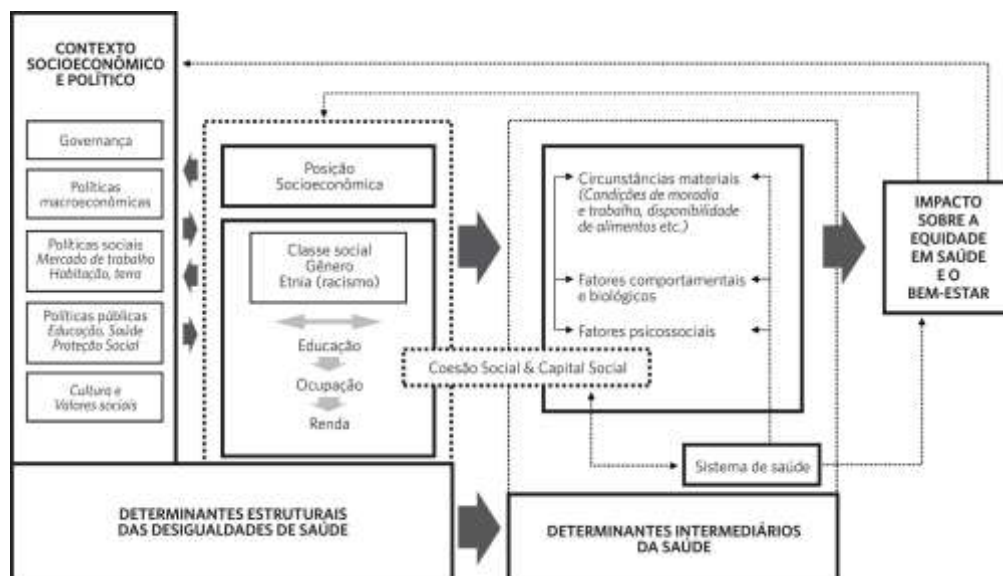 CONTEXTO
SOCIOECONÔMICO
E POLÍTICO
Governança
Políticas
macroeconômicas
Políticas sociais
Mercado de trabalho
Habitação, terra
Políticas públicas
Educação, Saúde
Proteção Social
Cultura e
Valores sociais
Posição
Socioeconômica
Classe social
Gênero
Etnia (racismo)
Educação
Ocupação
Renda
Coesão Social & Capital Social
Circunstâncias materiais
(Condições de moradia
e trabalho, disponibilidade
de alimentos etc.)
Fatores comportamentais
e biológicos
Fatores psicossociais
Sistema de saúde
IMPACTO
SOBRE A
EQUIDADE
EM SAÚDE
E O
BEM-ESTAR
DETERMINANTES ESTRUTURAIS
DAS DESIGUALDADES DE SAÚDE
DETERMINANTES INTERMEDIÁRIOS
DA SAÚDE